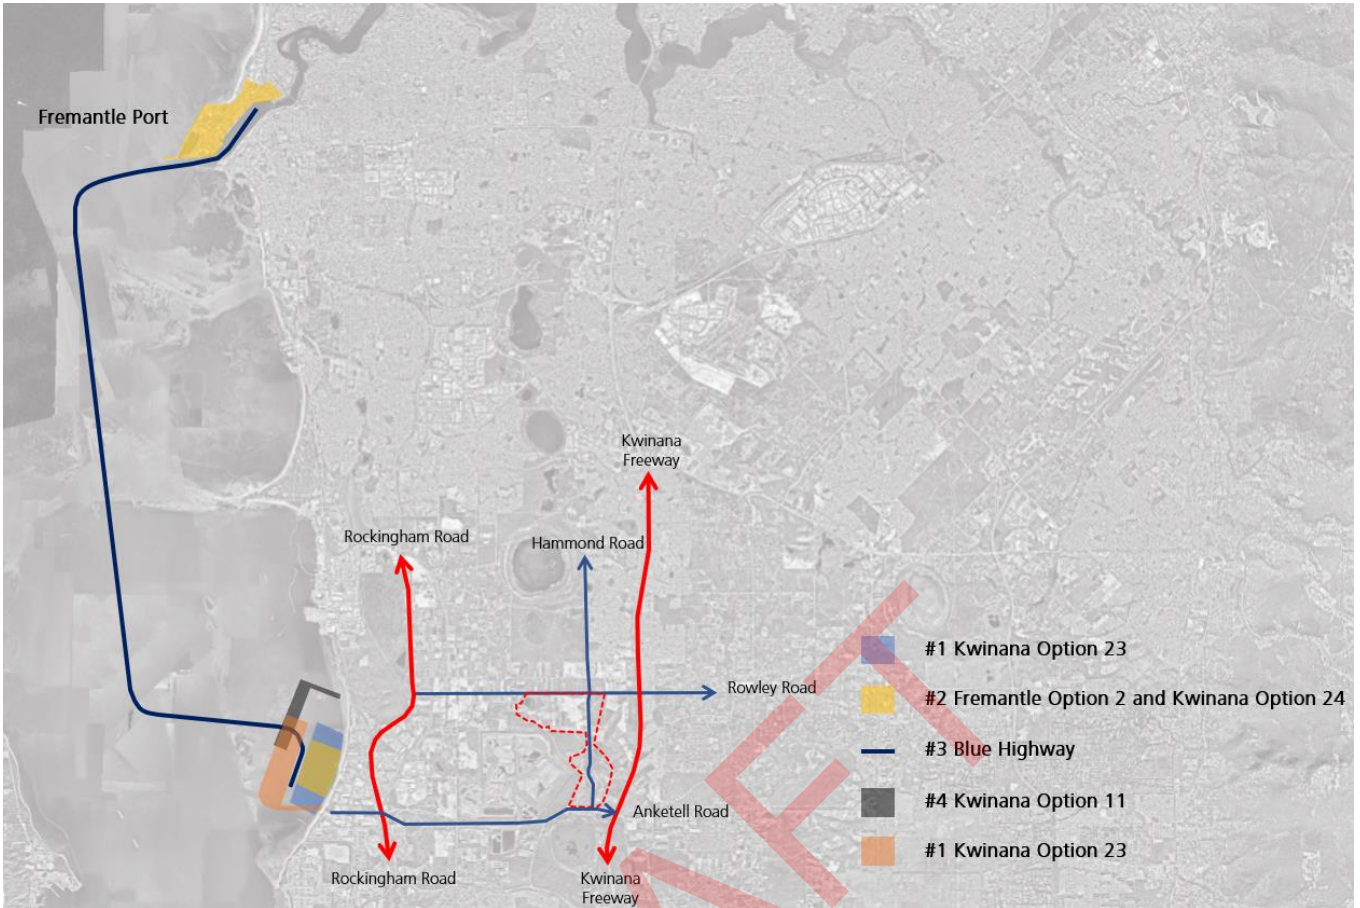 Fremantle Port
Kwinana
Freeway
Rockingham Road
Hammond Road
Rowley Road
Anketell Road
Rockingham Road
Kwinana
Freeway
#1 Kwinana Option 23
#2 Fremantle Option 2 and Kwinana Option 24
#3 Blue Highway
#4 Kwinana Option 11
#1 Kwinana Option 23